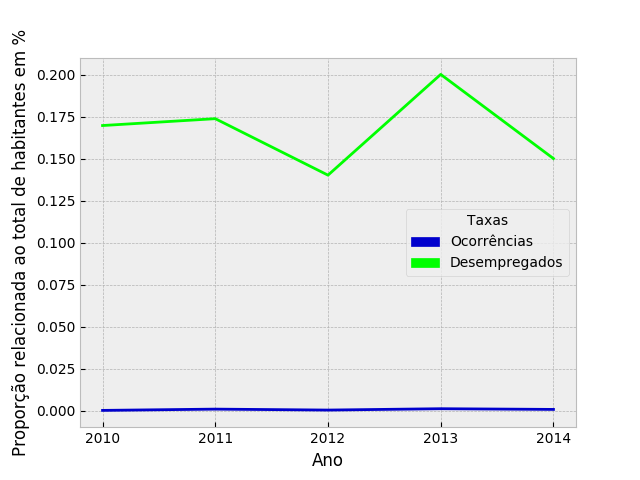 Proporção relacionada ao total de habitantes em %
0.200
0.175
0.150
0.125
0.100
0.075
0.050
0.025
0.000
Taxas
Ocorrências
Desempregados
2010 2011 2012 2013 2014
Ano